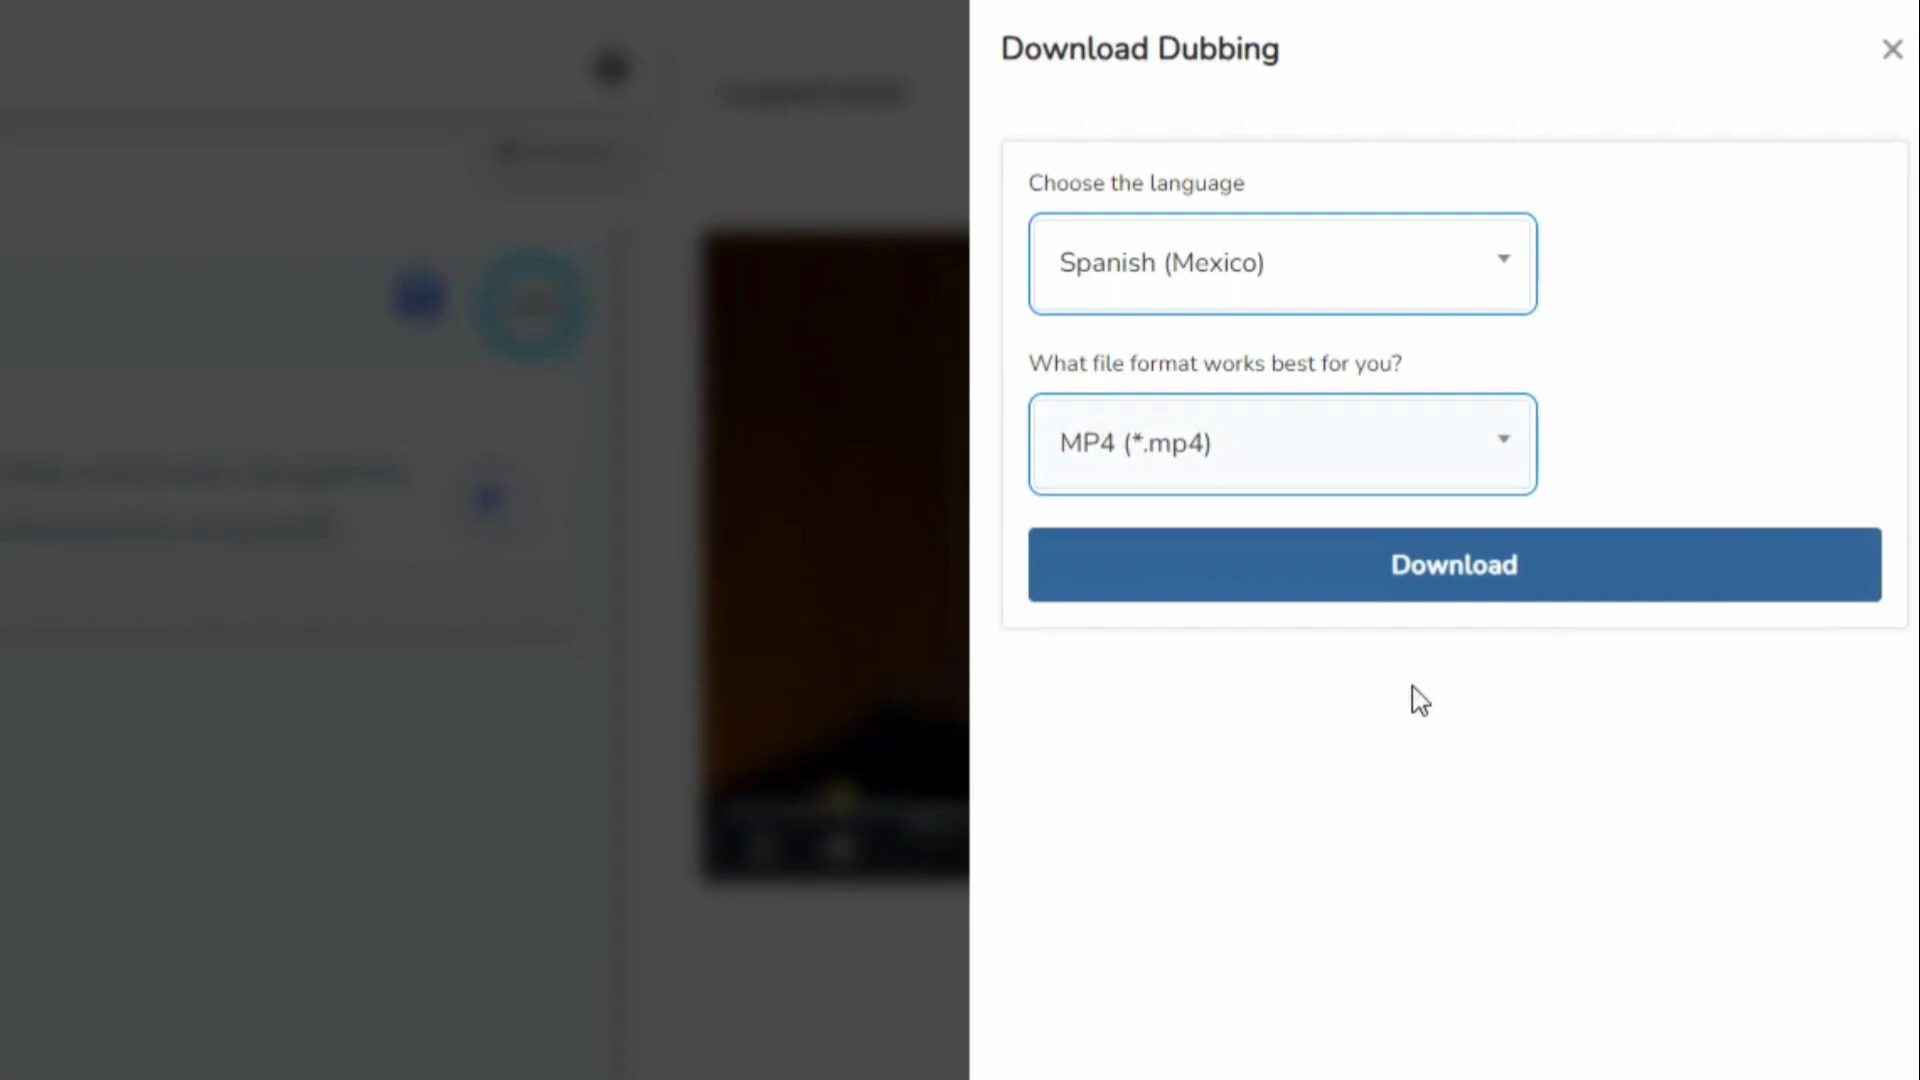 Download Dubbing
Choose the language
Spanish (Mexico)
What file format works best for you?
MP4 (*.mp4)
Download